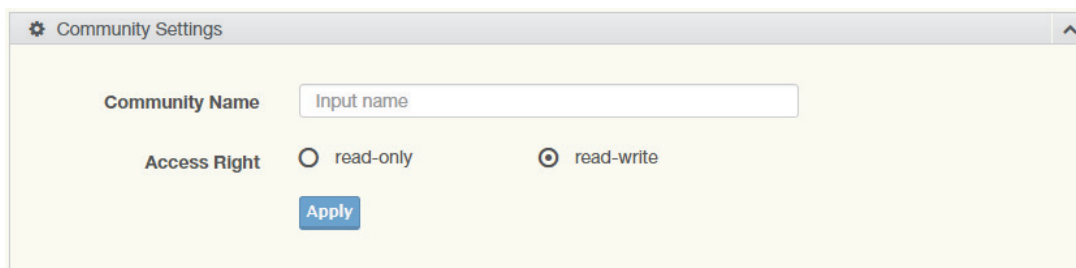 Community Settings
Community Name Input name
Access Right read-only read-write
Apply